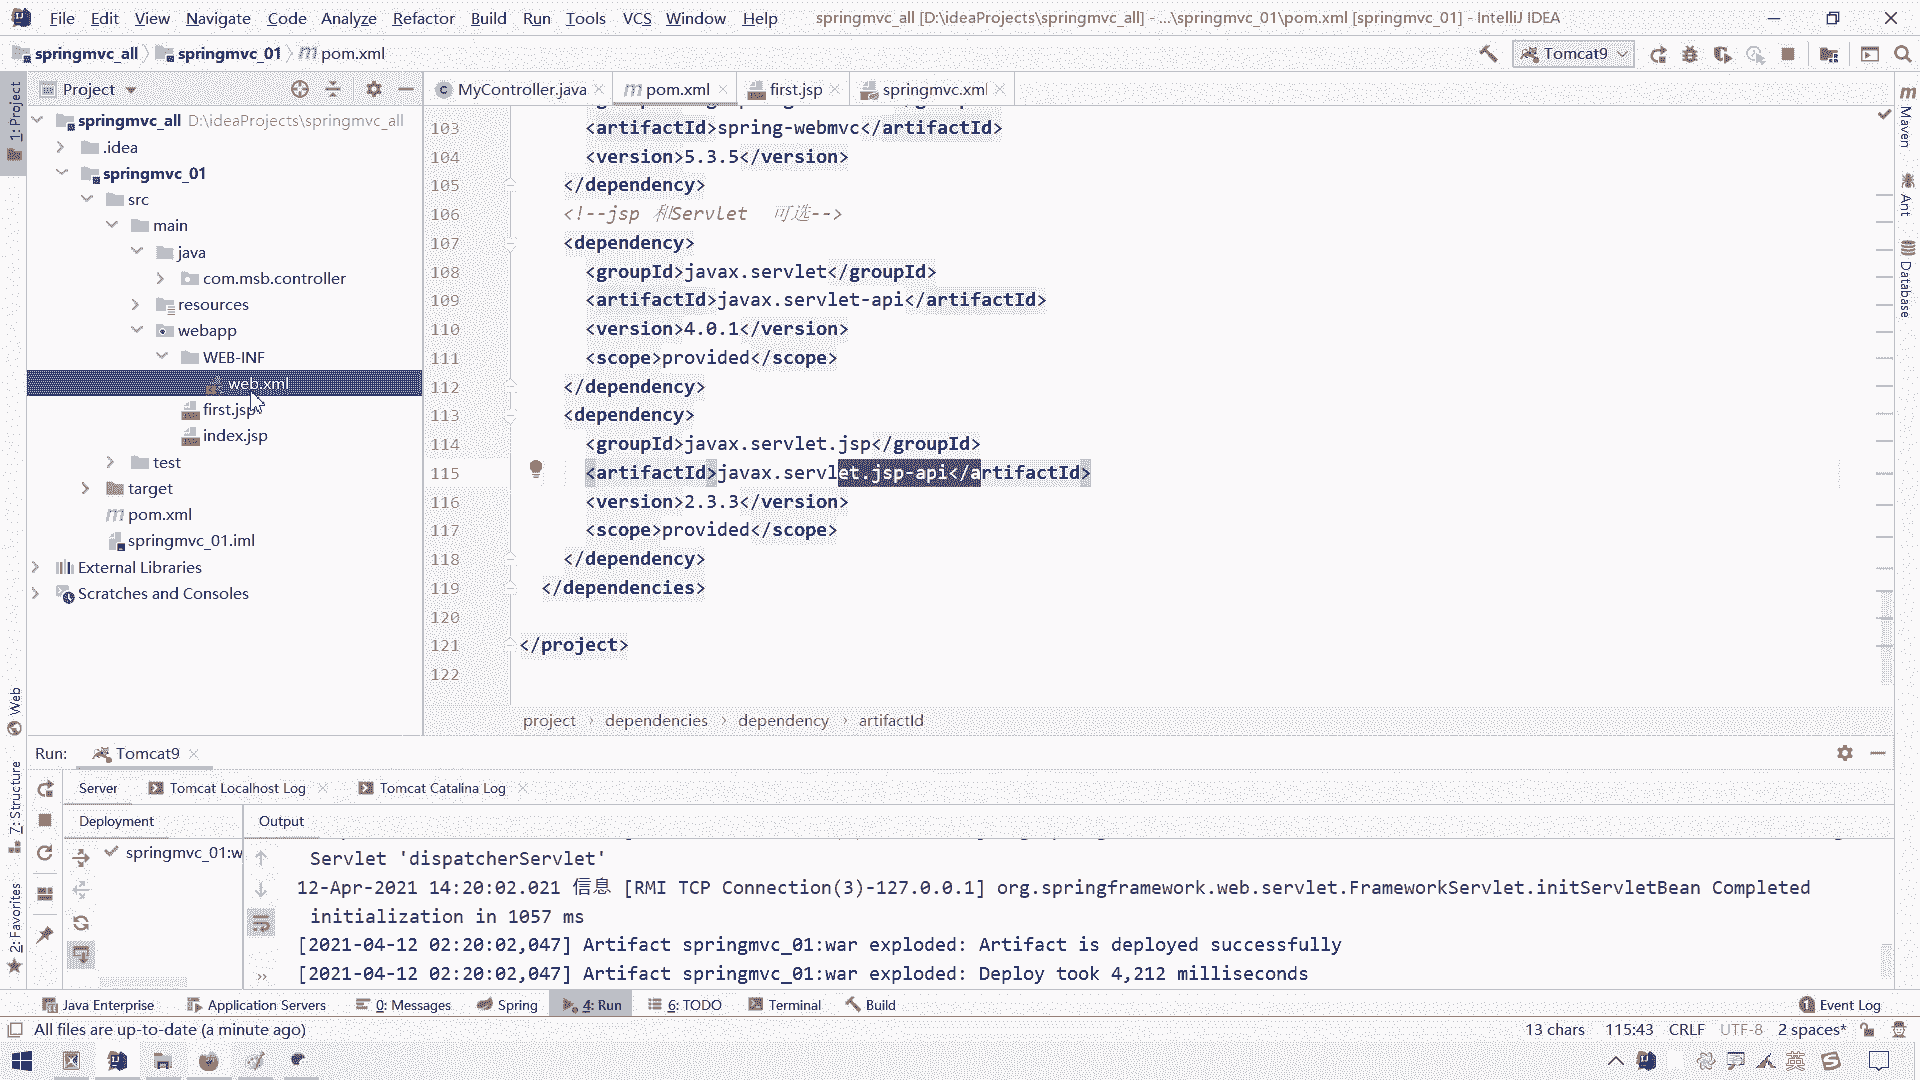 File Edit View Navigate Code Analyze Refactor Build Run Tools VCS Window Help springmvc_all [D:\ideaProjects\springmvc_all] - ...\springmvc_01\pom.xml [springmvc_01] - IntelliJ IDEA
springmvc_all springmvc_01 pom.xml Tomcat9
Project
MyController.java pom.xml first.jsp springmvc.xml
springmvc_all D:\ideaProjects\springmvc_all
.idea
springmvc_01
src
main
java
com.msb.controller
resources
webapp
WEB-INF
web.xml
first.jsp
index.jsp
test
target
pom.xml
springmvc_01.iml
External Libraries
Scratches and Consoles
103 <artifactId>spring-webmvc</artifactId>
104 <version>5.3.5</version>
105 </dependency>
106 <!--jsp 和Servlet 可选-->
107 <dependency>
108 <groupId>javax.servlet</groupId>
109 <artifactId>javax.servlet-api</artifactId>
110 <version>4.0.1</version>
111 <scope>provided</scope>
112 </dependency>
113 <dependency>
114 <groupId>javax.servlet.jsp</groupId>
115 <artifactId>javax.servlet.jsp-api</artifactId>
116 <version>2.3.3</version>
117 <scope>provided</scope>
118 </dependency>
119 </dependencies>
120
121 </project>
122
project › dependencies › dependency › artifactId
1: Project
Web
7: Structure
2: Favorites
Maven
Ant
Database
Run: Tomcat9
Server Tomcat Localhost Log Tomcat Catalina Log
Deployment Output
springmvc_01:w
Servlet 'dispatcherServlet'
12-Apr-2021 14:20:02.021 信息 [RMI TCP Connection(3)-127.0.0.1] org.springframework.web.servlet.FrameworkServlet.initServletBean Completed
initialization in 1057 ms
[2021-04-12 02:20:02,047] Artifact springmvc_01:war exploded: Artifact is deployed successfully
[2021-04-12 02:20:02,047] Artifact springmvc_01:war exploded: Deploy took 4,212 milliseconds
Java Enterprise Application Servers 0: Messages Spring 4: Run 6: TODO Terminal Build 1 Event Log
All files are up-to-date (a minute ago) 13 chars 115:43 CRLF UTF-8 2 spaces*
英